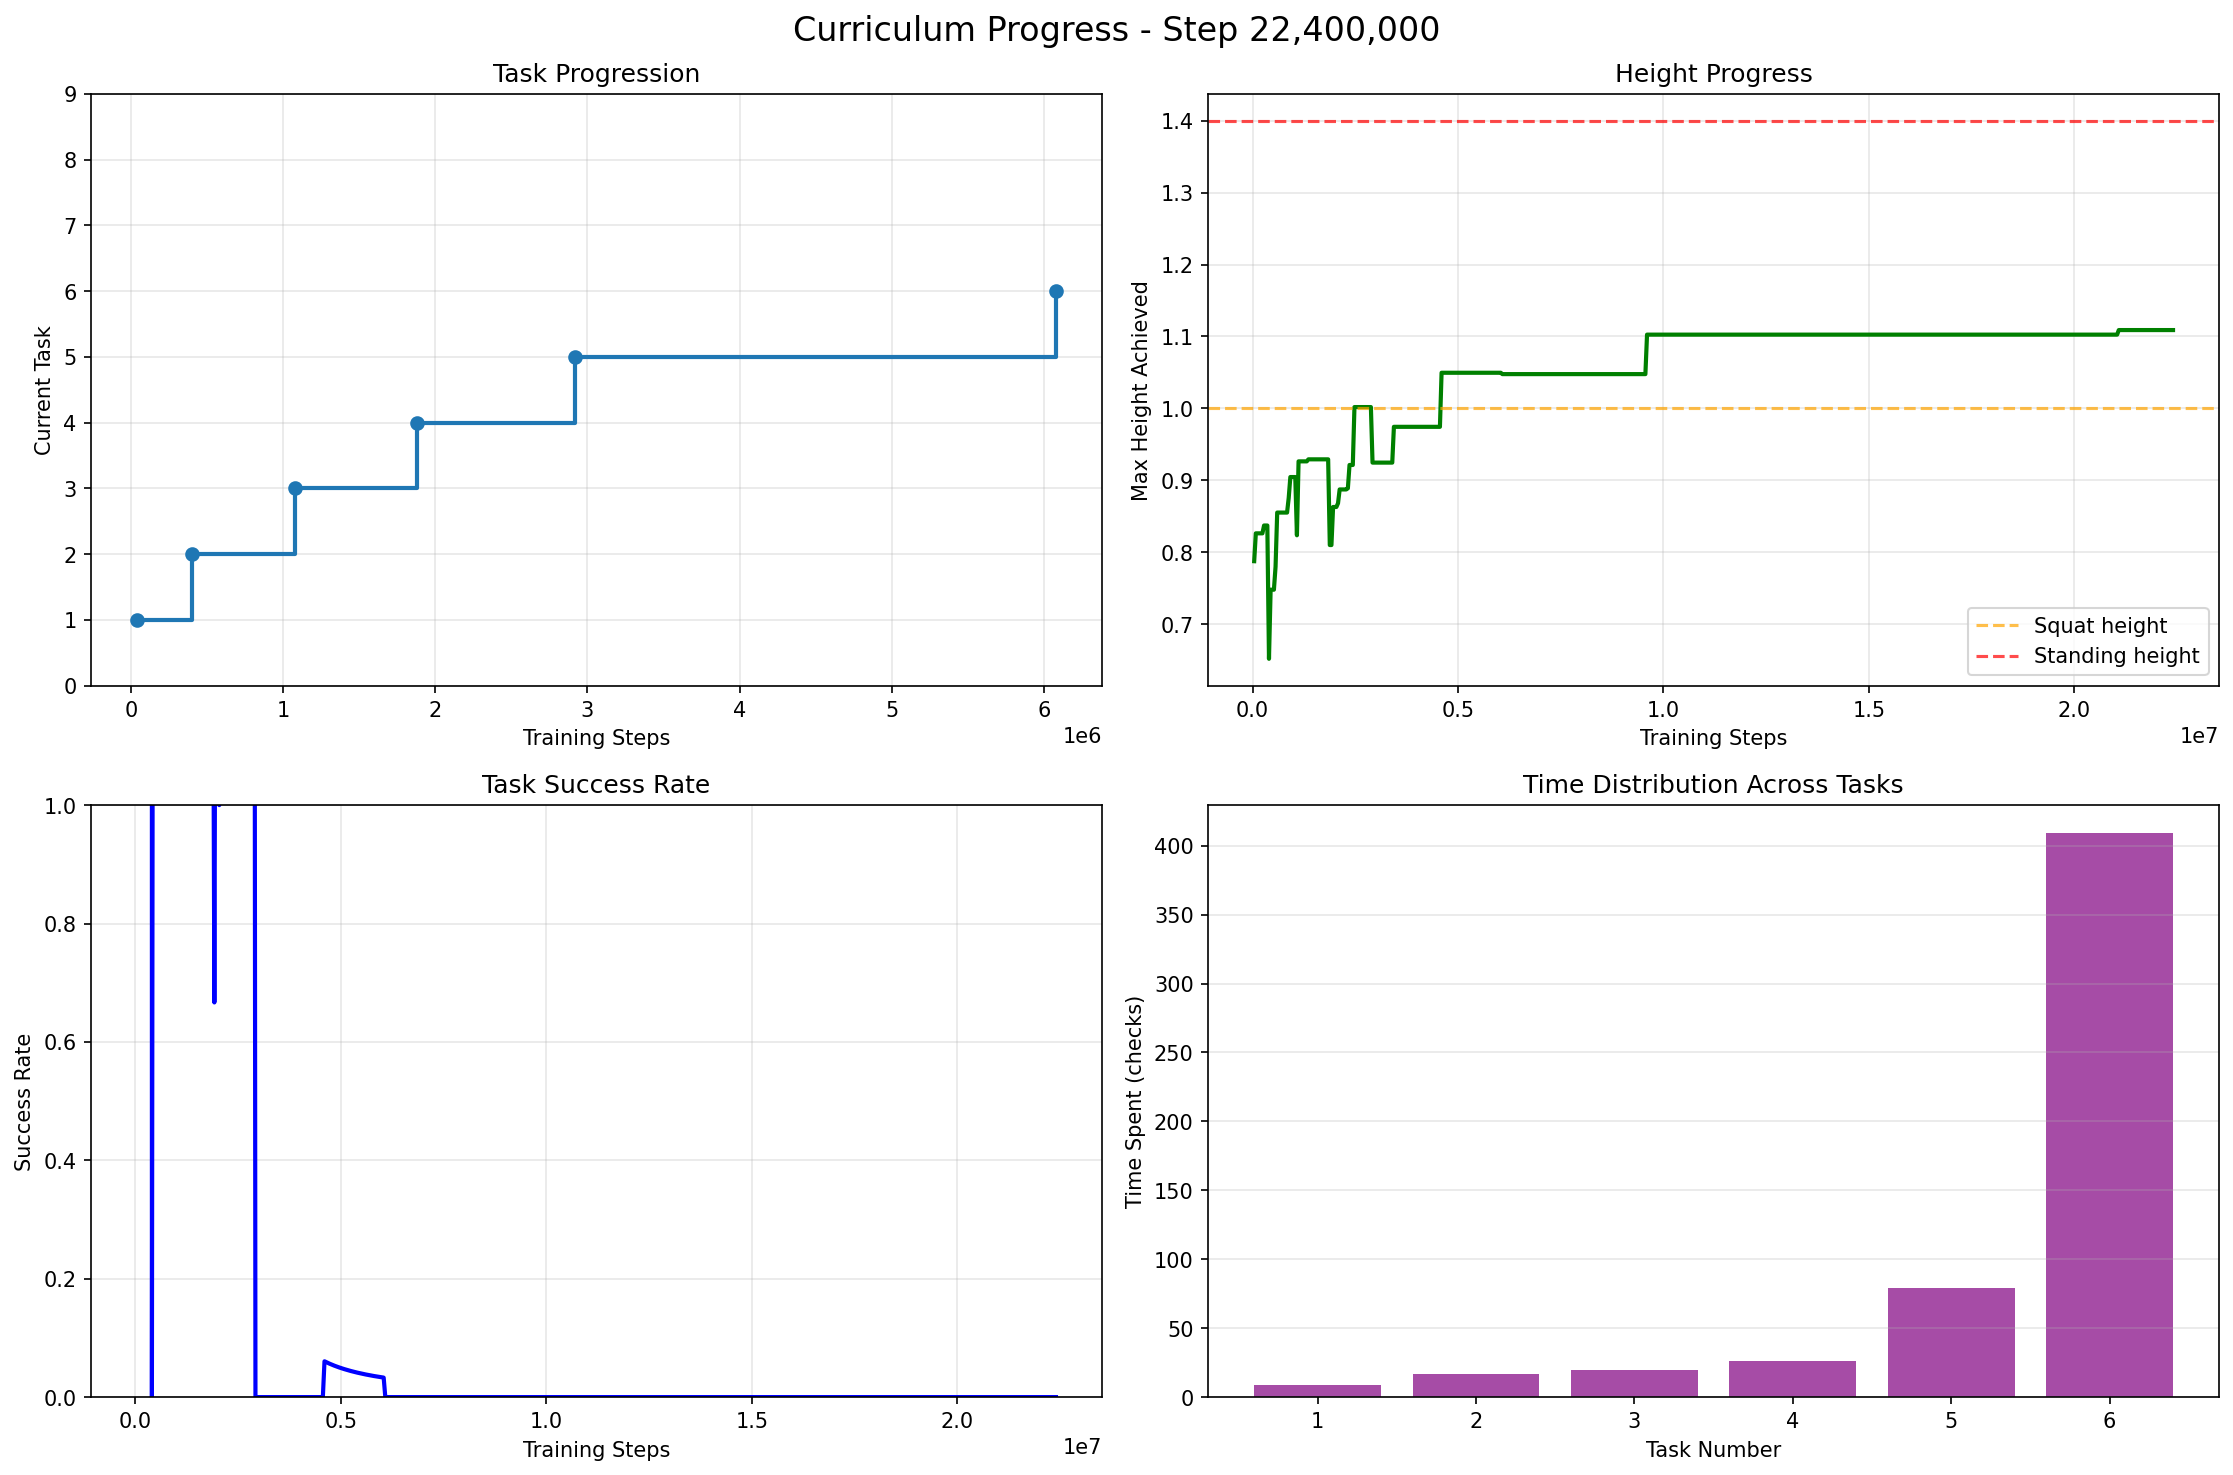 Curriculum Progress - Step 22,400,000
Task Progression
9
8
7
6
5
4
3
2
1
0
Current Task
0 1 2 3 4 5 6
1e6
Training Steps
Height Progress
1.4
1.3
1.2
1.1
1.0
0.9
0.8
0.7
Max Height Achieved
Squat height
Standing height
0.0 0.5 1.0 1.5 2.0
1e7
Training Steps
Task Success Rate
1.0
0.8
0.6
0.4
0.2
0.0
Success Rate
0.0 0.5 1.0 1.5 2.0
1e7
Training Steps
Time Distribution Across Tasks
400
350
300
250
200
150
100
50
0
Time Spent (checks)
1 2 3 4 5 6
Task Number